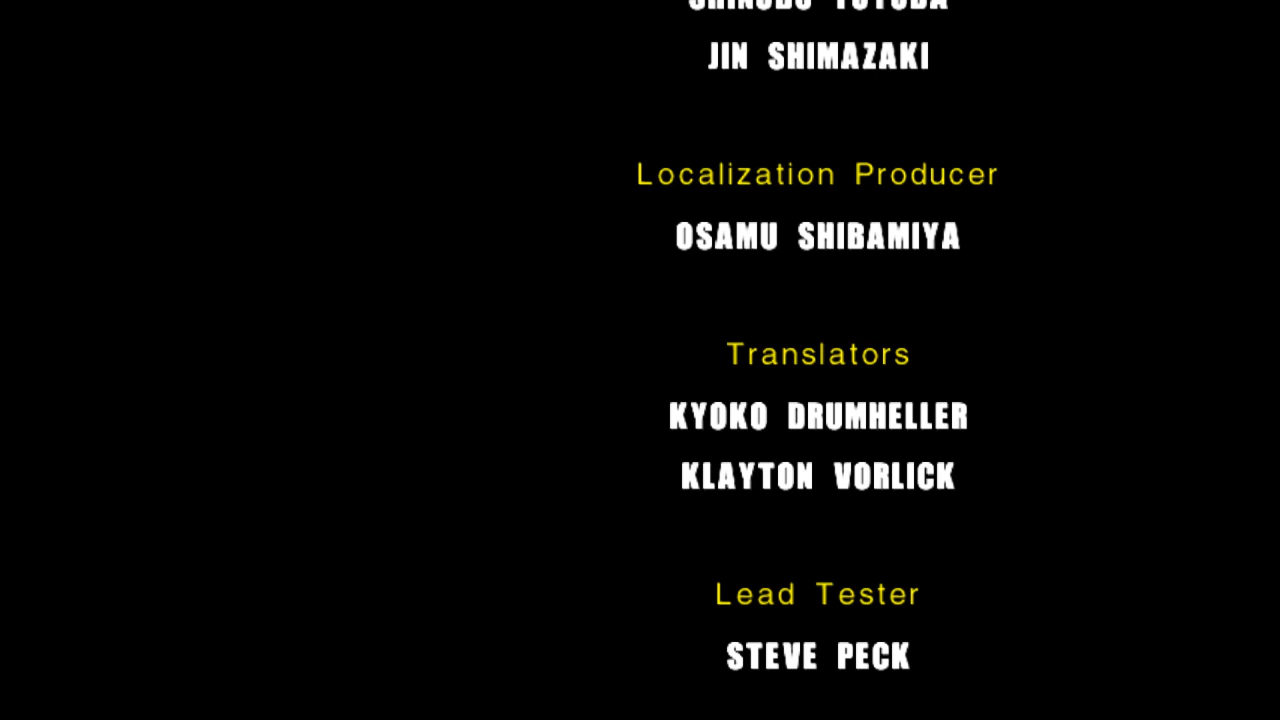 JIN SHIMAZAKI
Localization Producer
OSAMU SHIBAMIYA
Translators
KYOKO DRUMHELLER
KLAYTON VORLICK
Lead Tester
STEVE PECK